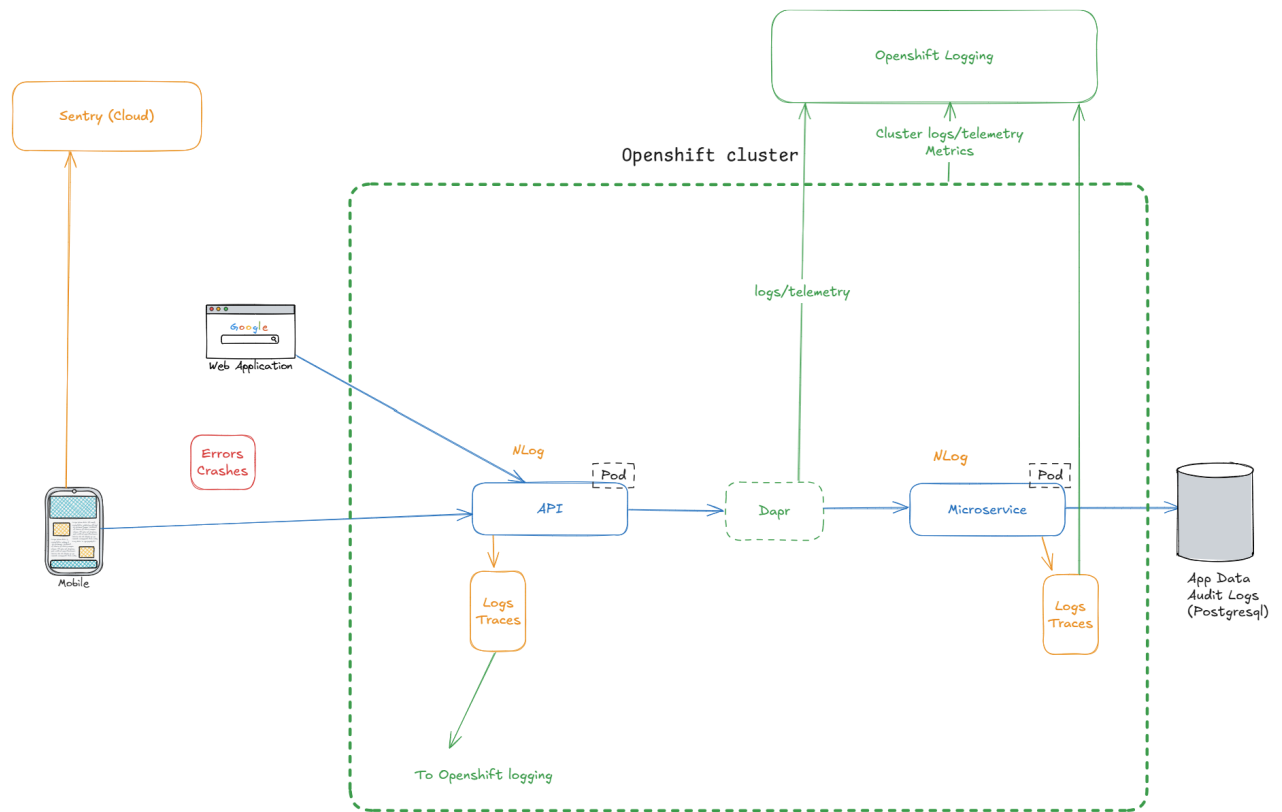 Openshift Logging
Sentry (Cloud)
Cluster logs/telemetry
Metrics
Openshift cluster
logs/telemetry
Google
Web Application
Errors
Crashes
NLog
NLog
Pod
Pod
API
Dapr
Microservice
Mobile
App Data
Audit Logs
(Postgresql)
Logs
Traces
Logs
Traces
To Openshift logging